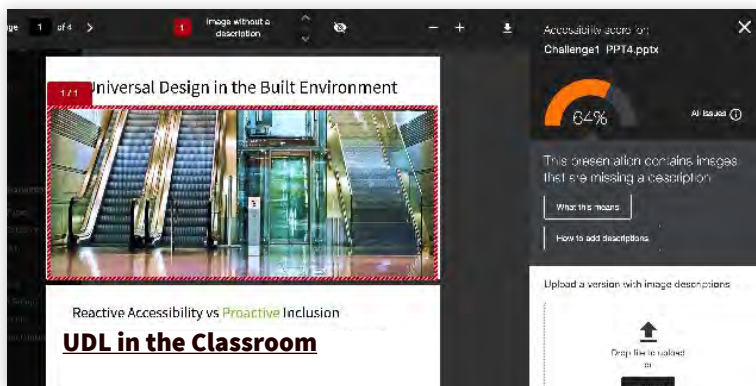 1 of 4
1
Image without a
description
Accessibility score for:
Challenge1 PPT4.pptx
64%
All issues
1 / 1
Universal Design in the Built Environment
This presentation contains images
that are missing a description
What this means
How to add descriptions
Reactive Accessibility vs Proactive Inclusion
UDL in the Classroom
Upload a version with image descriptions
Drop file to upload
or